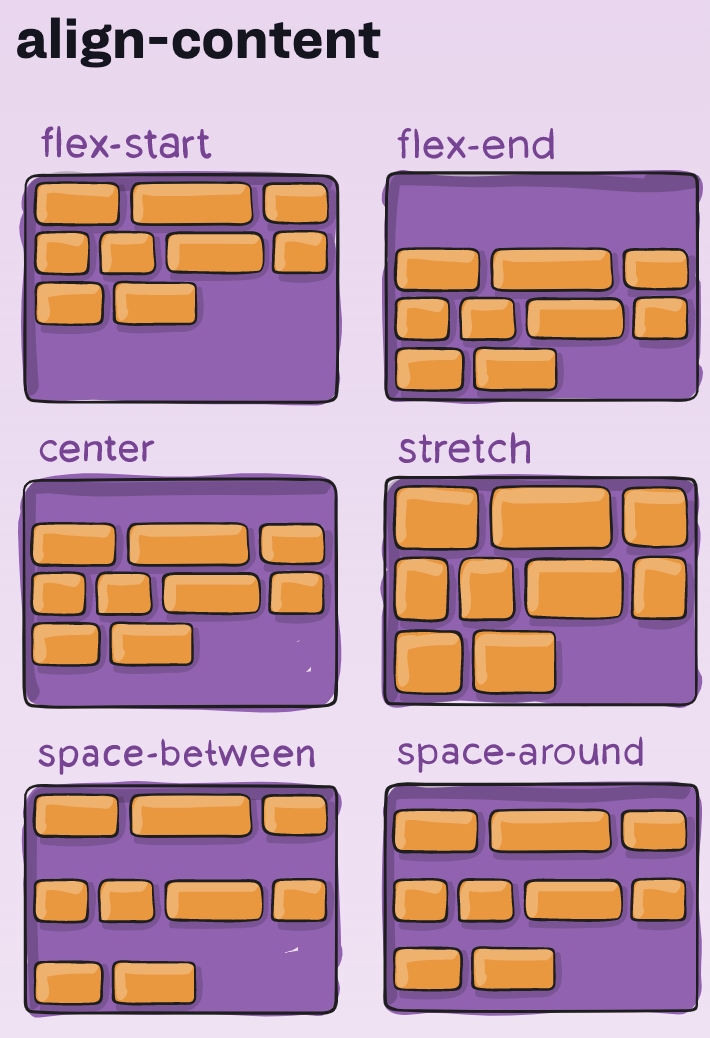 align-content
flex-start
flex-end
center
stretch
space-between
space-around